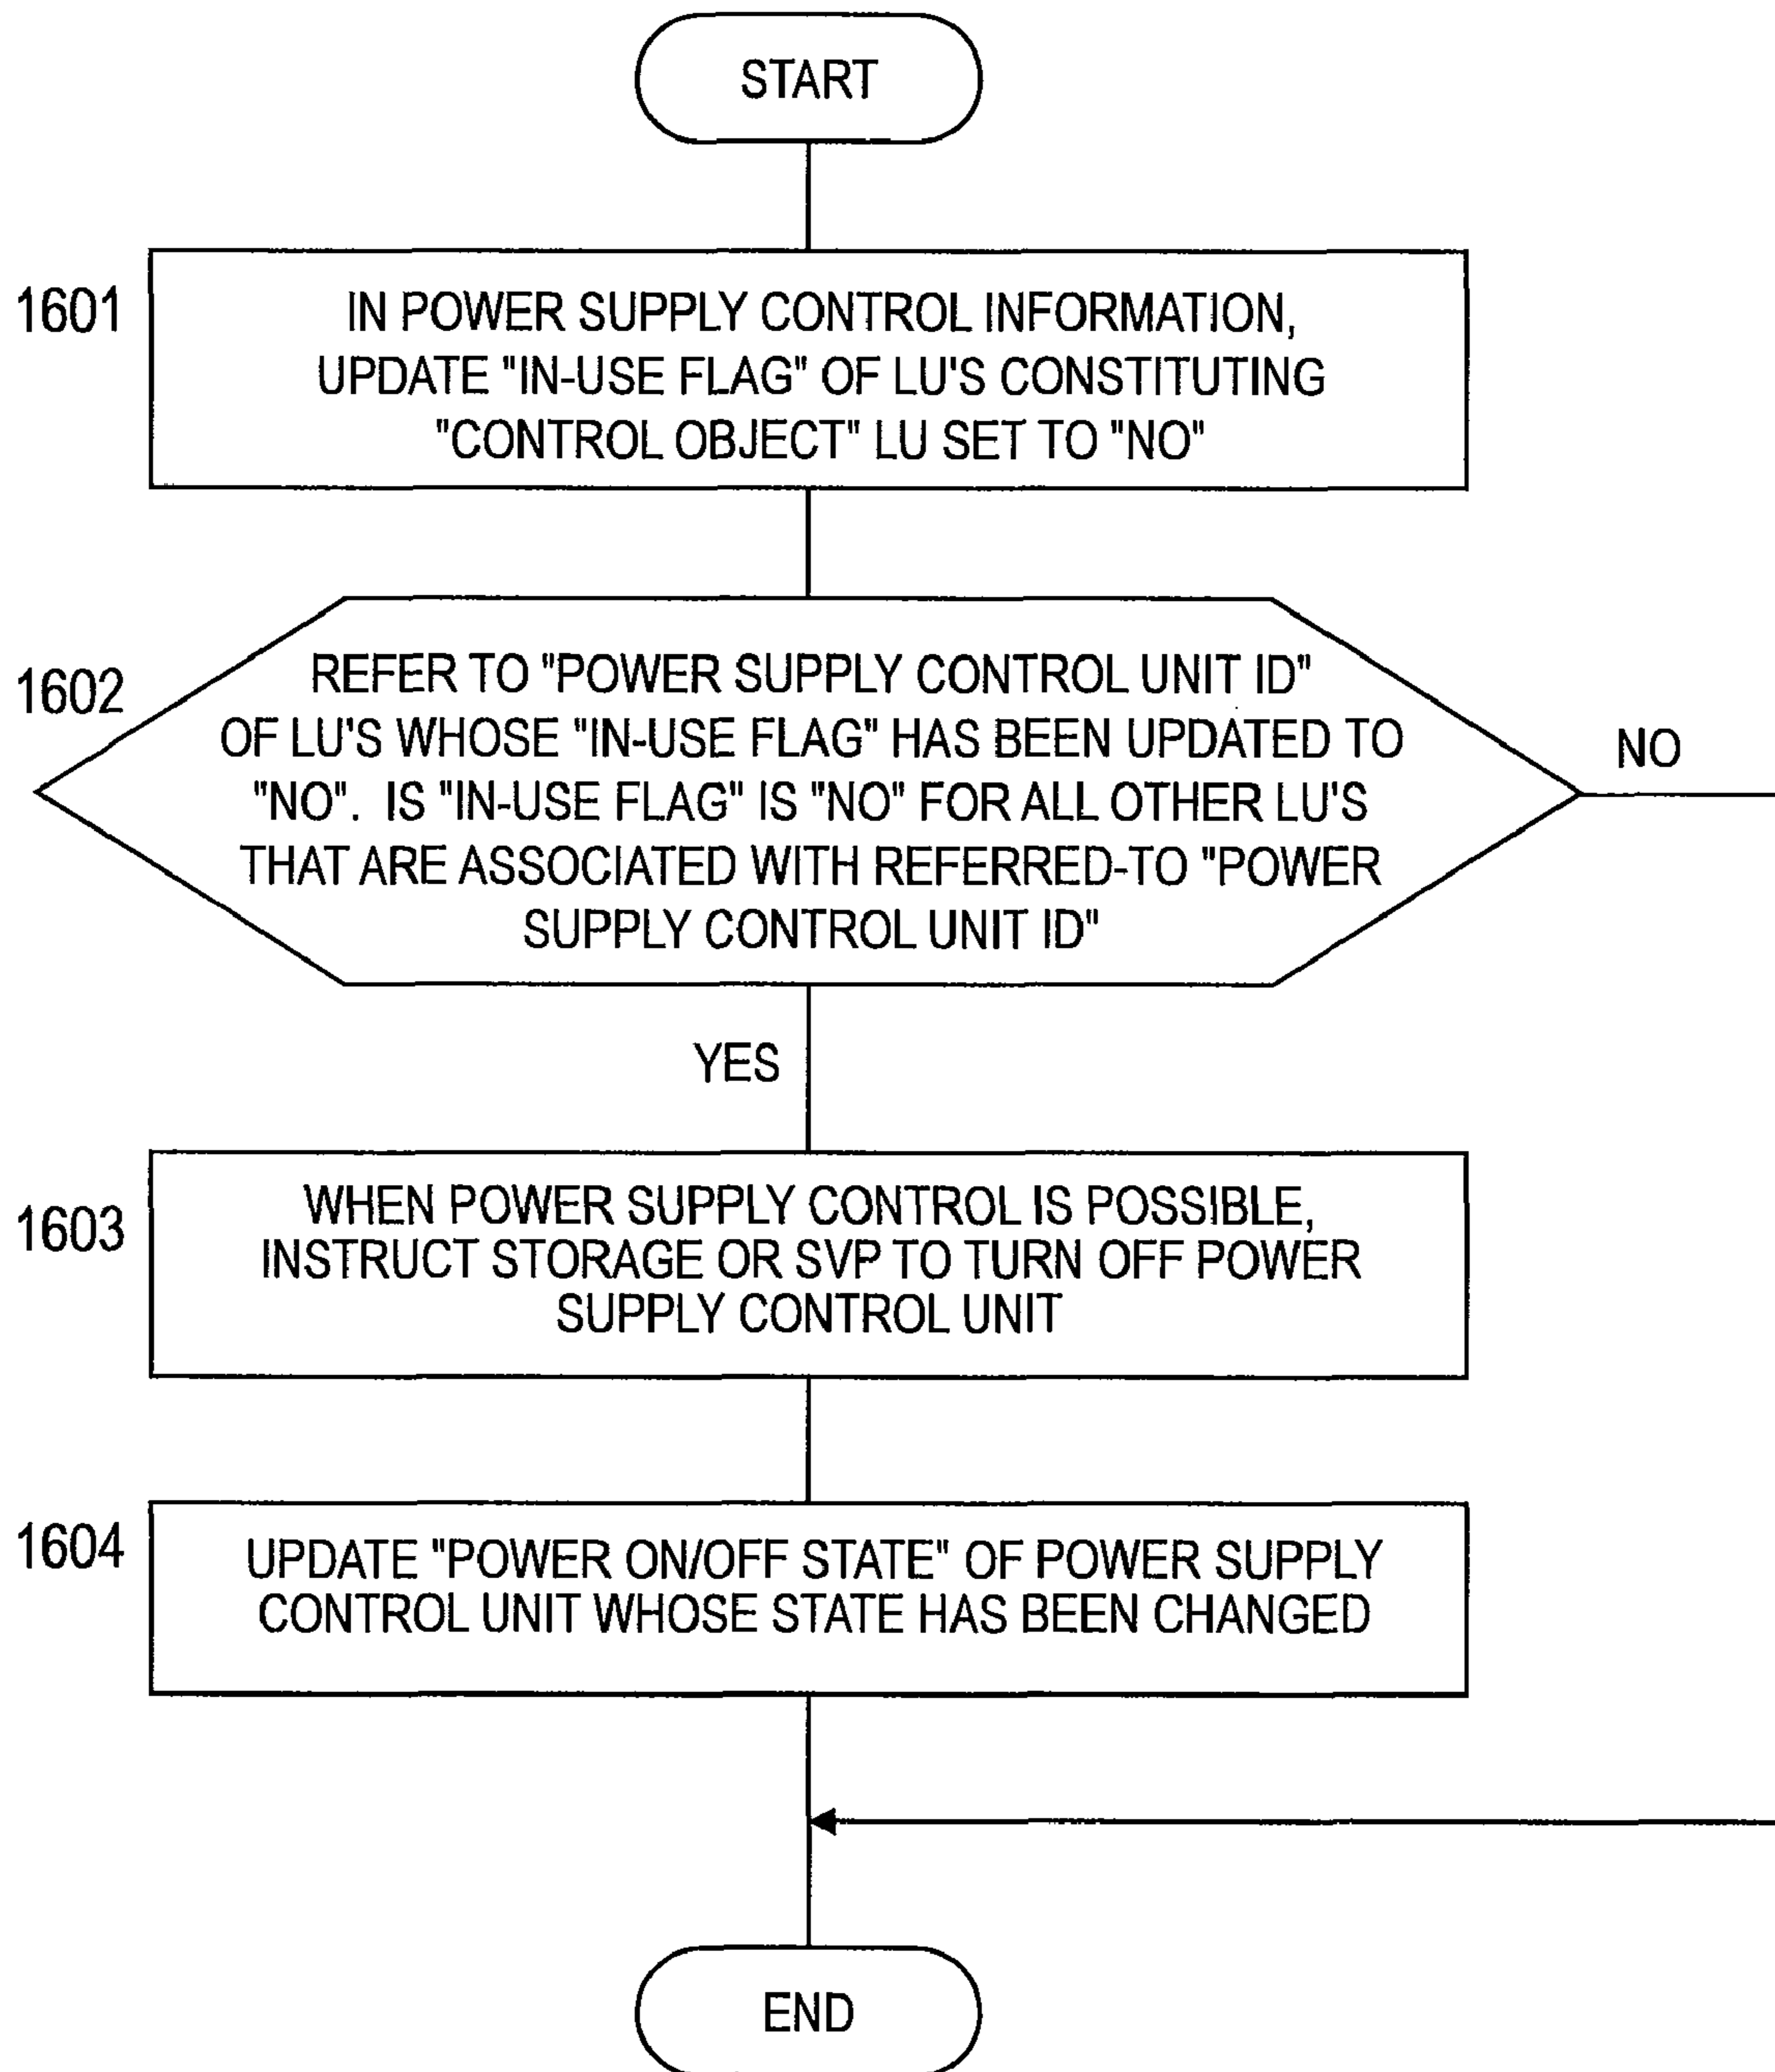 START
1601
IN POWER SUPPLY CONTROL INFORMATION,
UPDATE "IN-USE FLAG" OF LU'S CONSTITUTING
"CONTROL OBJECT" LU SET TO "NO"
1602
REFER TO "POWER SUPPLY CONTROL UNIT ID"
OF LU'S WHOSE "IN-USE FLAG" HAS BEEN UPDATED TO
"NO". IS "IN-USE FLAG" IS "NO" FOR ALL OTHER LU'S
THAT ARE ASSOCIATED WITH REFERRED-TO "POWER
SUPPLY CONTROL UNIT ID"
NO
YES
1603
WHEN POWER SUPPLY CONTROL IS POSSIBLE,
INSTRUCT STORAGE OR SVP TO TURN OFF POWER
SUPPLY CONTROL UNIT
1604
UPDATE "POWER ON/OFF STATE" OF POWER SUPPLY
CONTROL UNIT WHOSE STATE HAS BEEN CHANGED
END